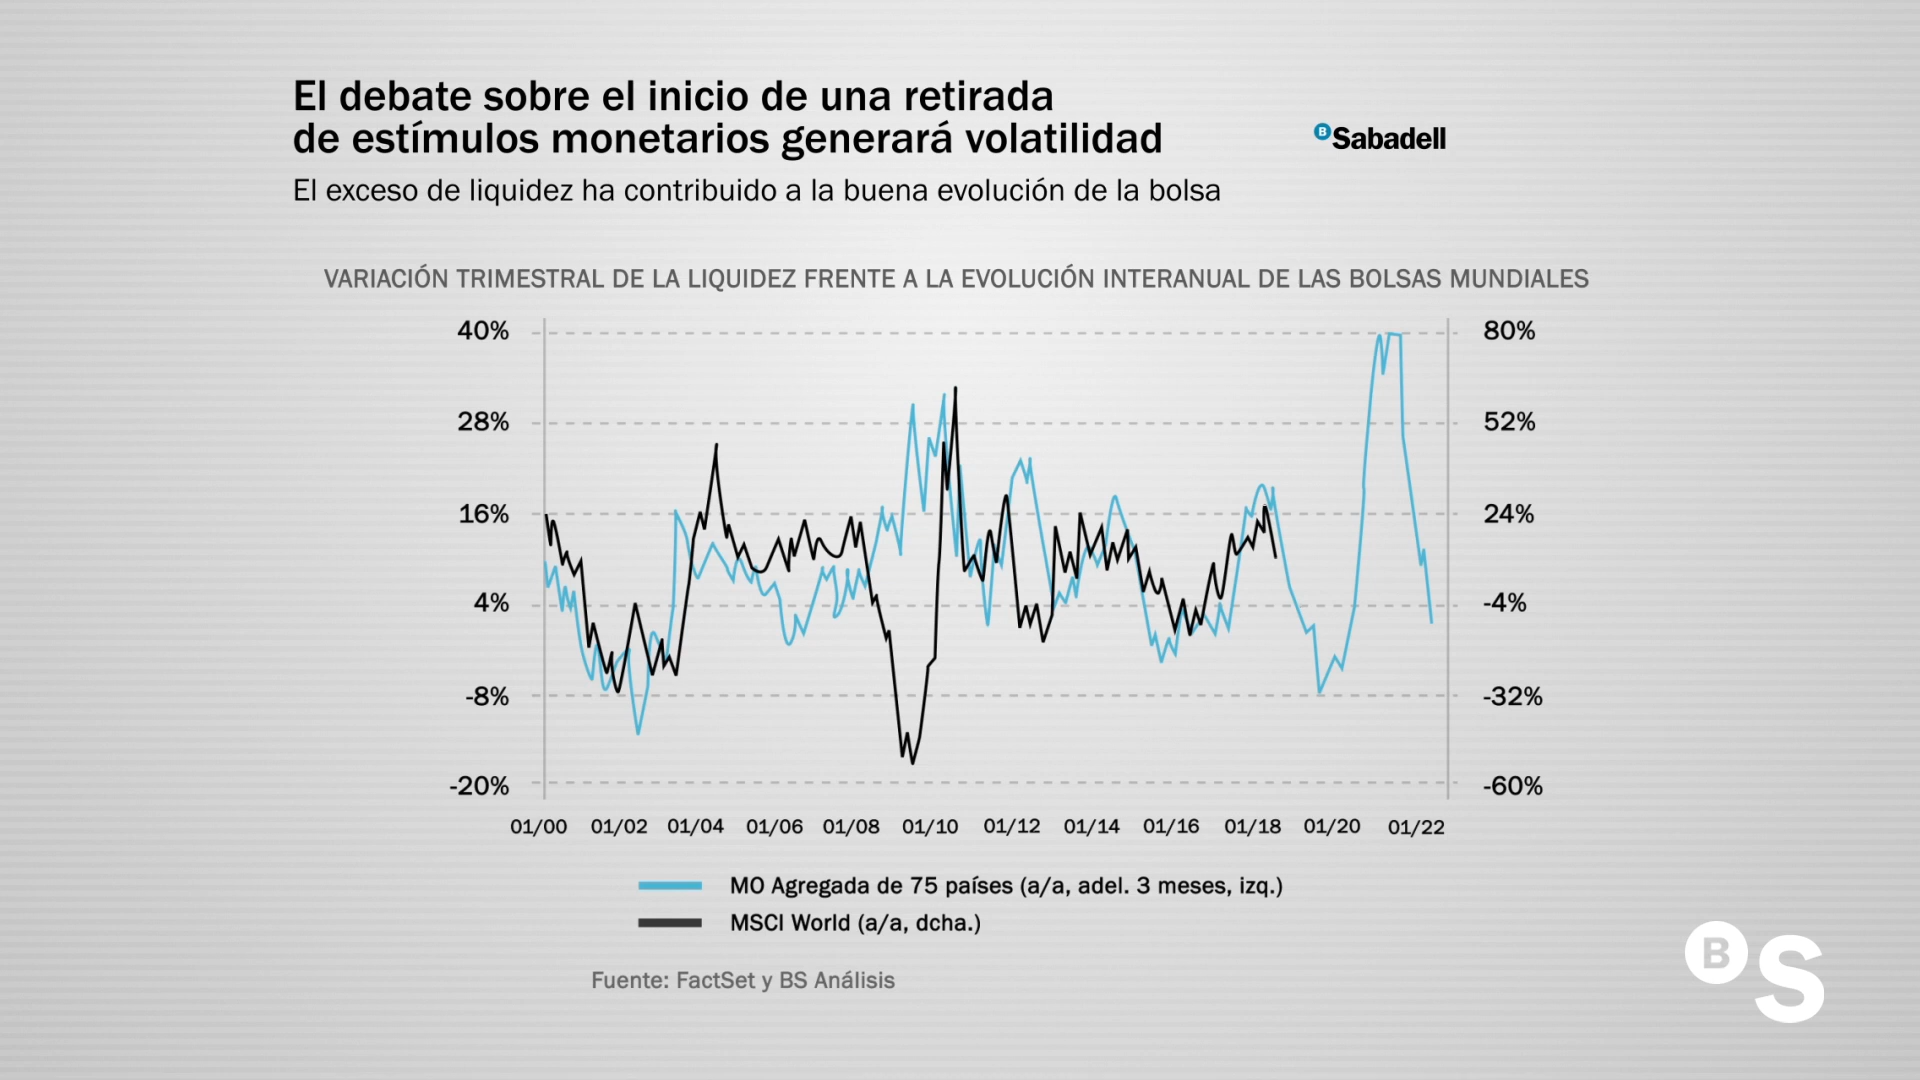 El debate sobre el inicio de una retirada
de estímulos monetarios generará volatilidad
B Sabadell
El exceso de liquidez ha contribuido a la buena evolución de la bolsa
VARIACIÓN TRIMESTRAL DE LA LIQUIDEZ FRENTE A LA EVOLUCIÓN INTERANUAL DE LAS BOLSAS MUNDIALES
40% 80%
28% 52%
16% 24%
4% -4%
-8% -32%
-20% -60%
01/00 01/02 01/04 01/06 01/08 01/10 01/12 01/14 01/16 01/18 01/20 01/22
MO Agregada de 75 países (a/a, adel. 3 meses, izq.)
MSCI World (a/a, dcha.)
Fuente: FactSet y BS Análisis
B S